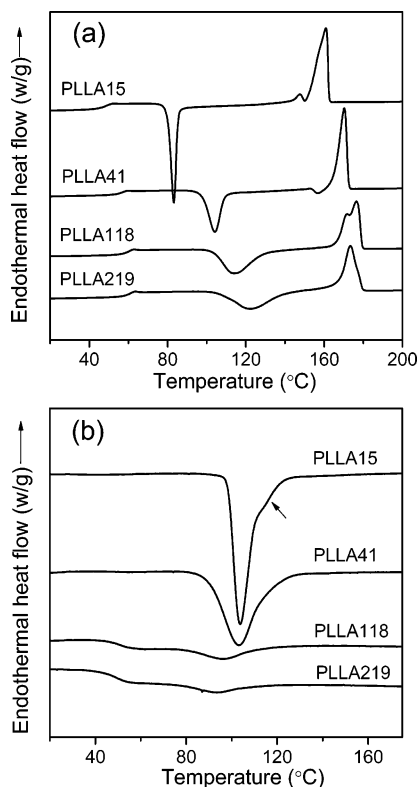 (a)
PLLA15
PLLA41
PLLA118
PLLA219
Endothermal heat flow (w/g)
40 80 120 160 200
Temperature (°C)
(b)
PLLA15
PLLA41
PLLA118
PLLA219
Endothermal heat flow (w/g)
40 80 120 160
Temperature (°C)